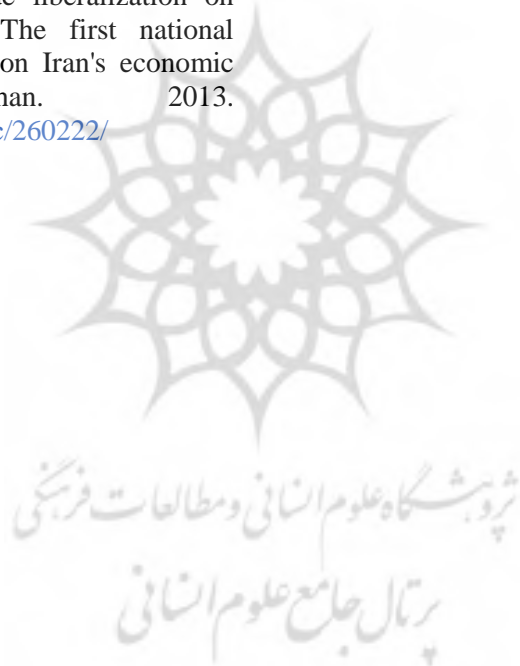 liberalization on
The first national
on Iran's economic
2013.
/260222/
پژوهشگاه علوم انسانی و مطالعات فرهنگی
پرتال جامع علوم انسانی